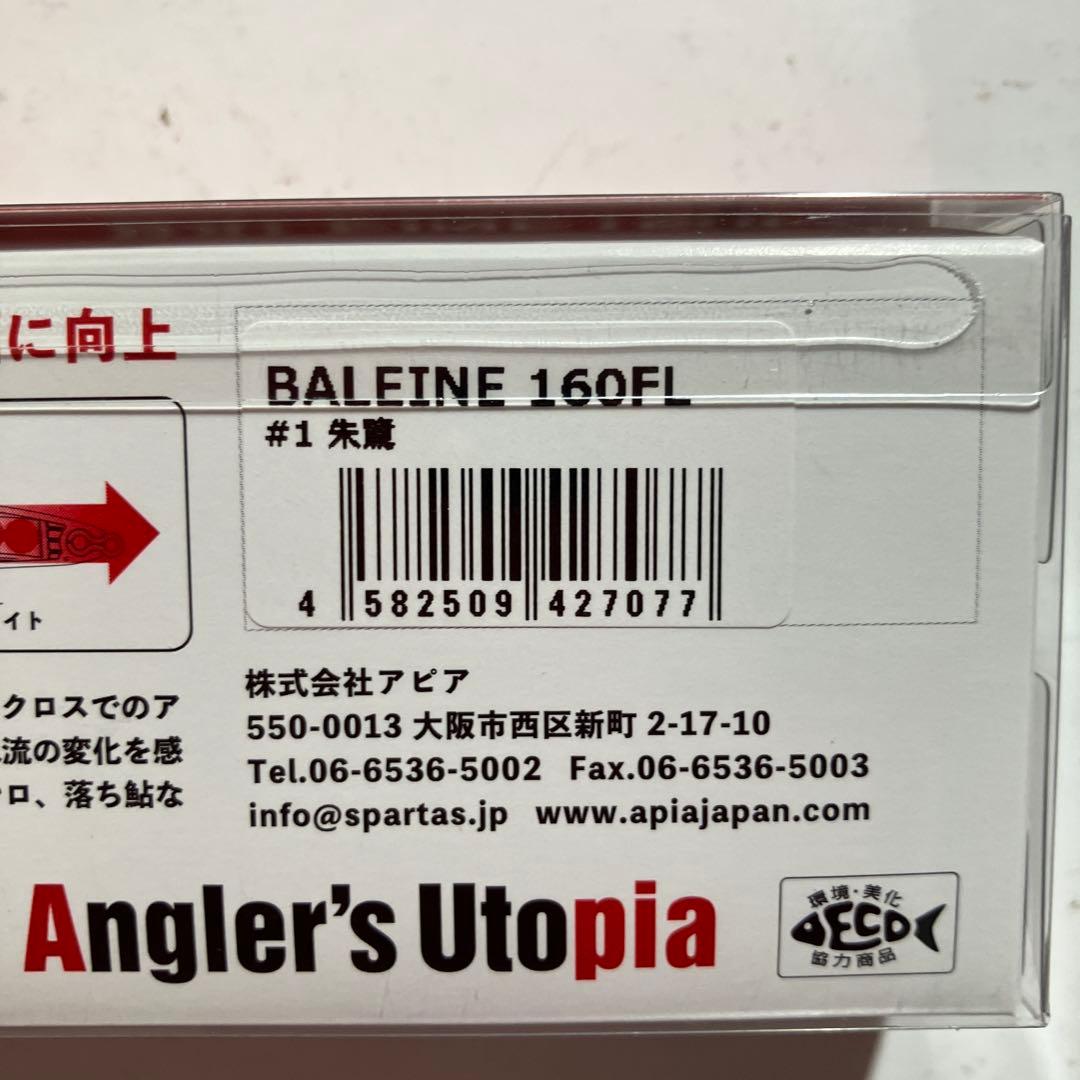 に向上
BALEINE 160FL
#1 朱鷺
4 582509 427077
イト
クロスでのア
流の変化を感
ロ、落ち鮎な
株式会社アピア
550-0013 大阪市西区新町 2-17-10
Tel.06-6536-5002 Fax.06-6536-5003
info@spartas.jp www.apiajapan.com
Angler's Utopia
環境・美化
ECO
協力商品